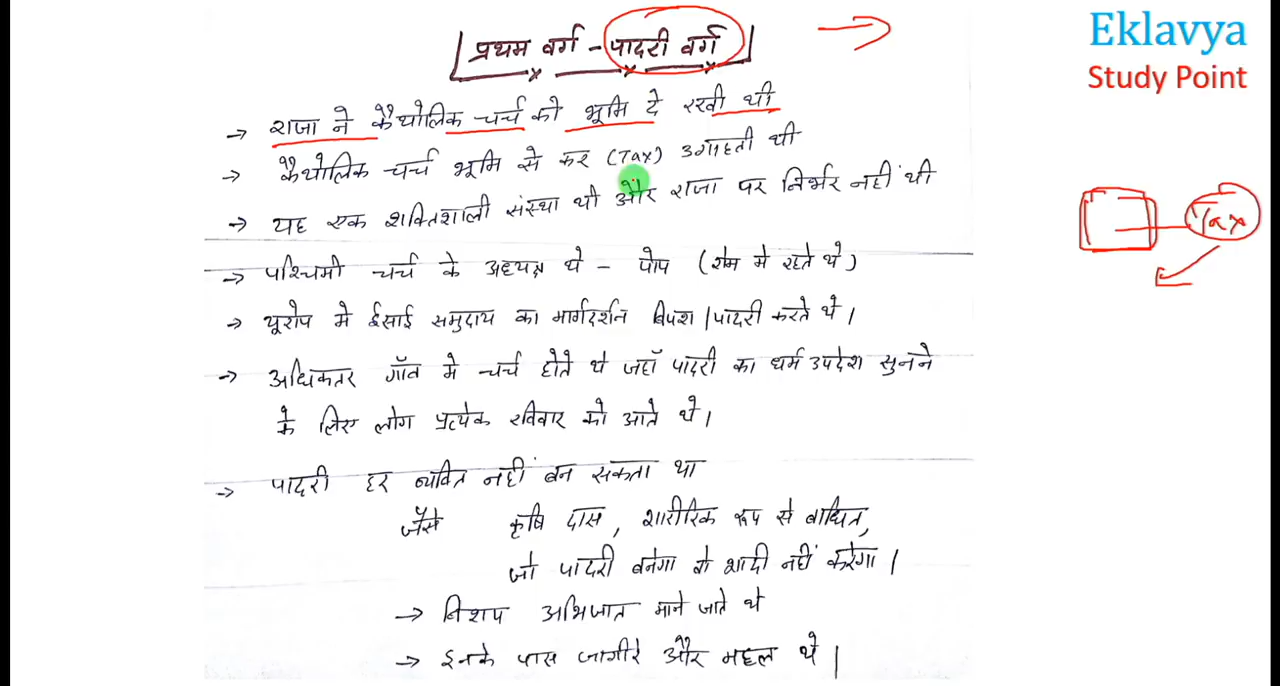 प्रथम वर्ग - पादरी वर्ग
Eklavya
Study Point
→ राजा ने कैथोलिक चर्च को भूमि दे रखी थी
→ कैथोलिक चर्च भूमि से कर (Tax) उगाहती थी
→ यह एक शक्तिशाली संस्था थी और राजा पर निर्भर नहीं थी
Tax
→ पश्चिमी चर्च के अध्यक्ष थे - पोप (रोम मे रहते थे)
→ यूरोप मे ईसाई समुदाय का मार्गदर्शन बिपश / पादरी करते थे।
→ अधिकतर गाँव मे चर्च होते थे जहाँ पादरी का धर्म उपदेश सुनने
के लिए लोग प्रत्येक रविवार को आते थे।
→ पादरी हर व्यक्ति नहीं बन सकता था
जैसे कृषि दास, शारीरिक रूप से बाधित,
जो पादरी बनेगा वो शादी नहीं करेगा।
→ बिशप अभिजात माने जाते थे
→ इनके पास जागीरे और महल थे।